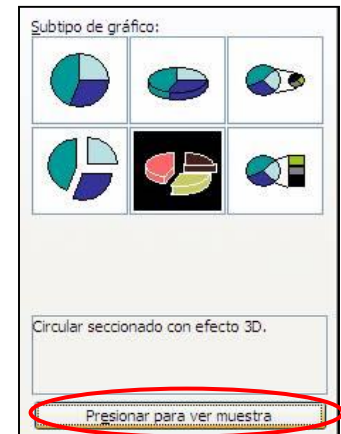 Subtipo de gráfico:
Circular seccionado con efecto 3D.
Presionar para ver muestra